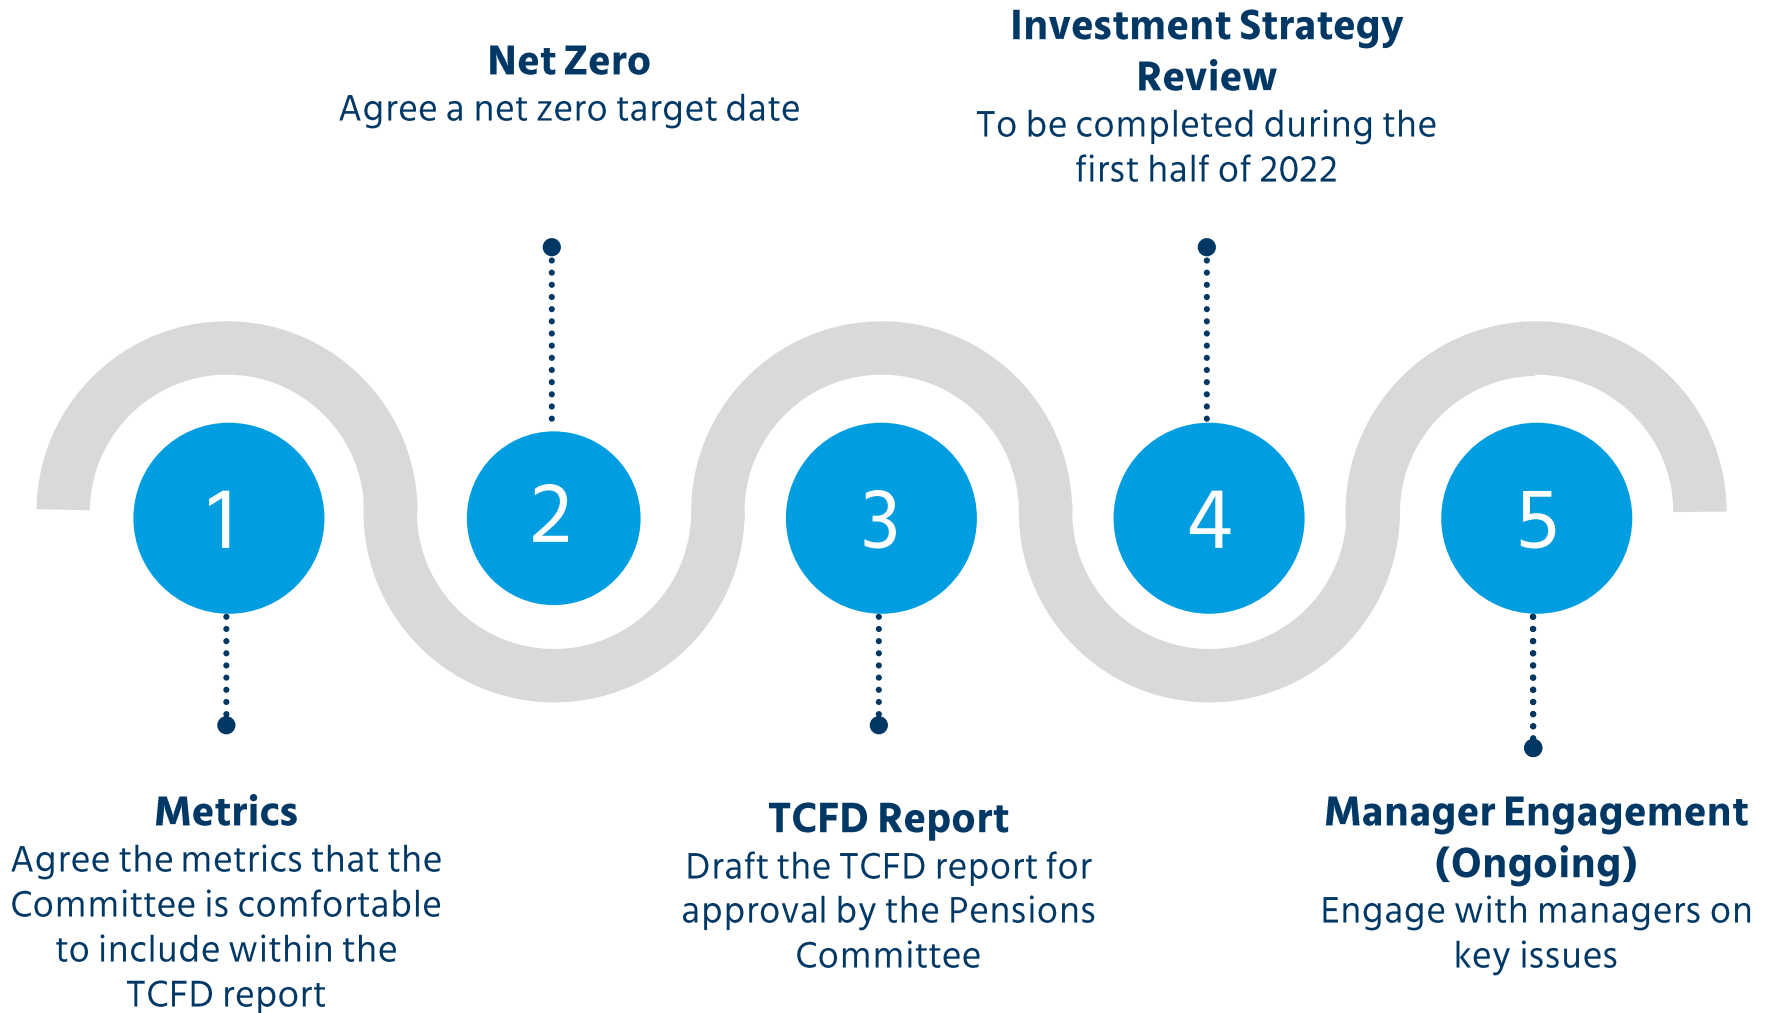 Net Zero
Agree a net zero target date
Investment Strategy
Review
To be completed during the
first half of 2022
1
2
3
4
5
Metrics
Agree the metrics that the
Committee is comfortable
to include within the
TCFD report
TCFD Report
Draft the TCFD report for
approval by the Pensions
Committee
Manager Engagement
(Ongoing)
Engage with managers on
key issues